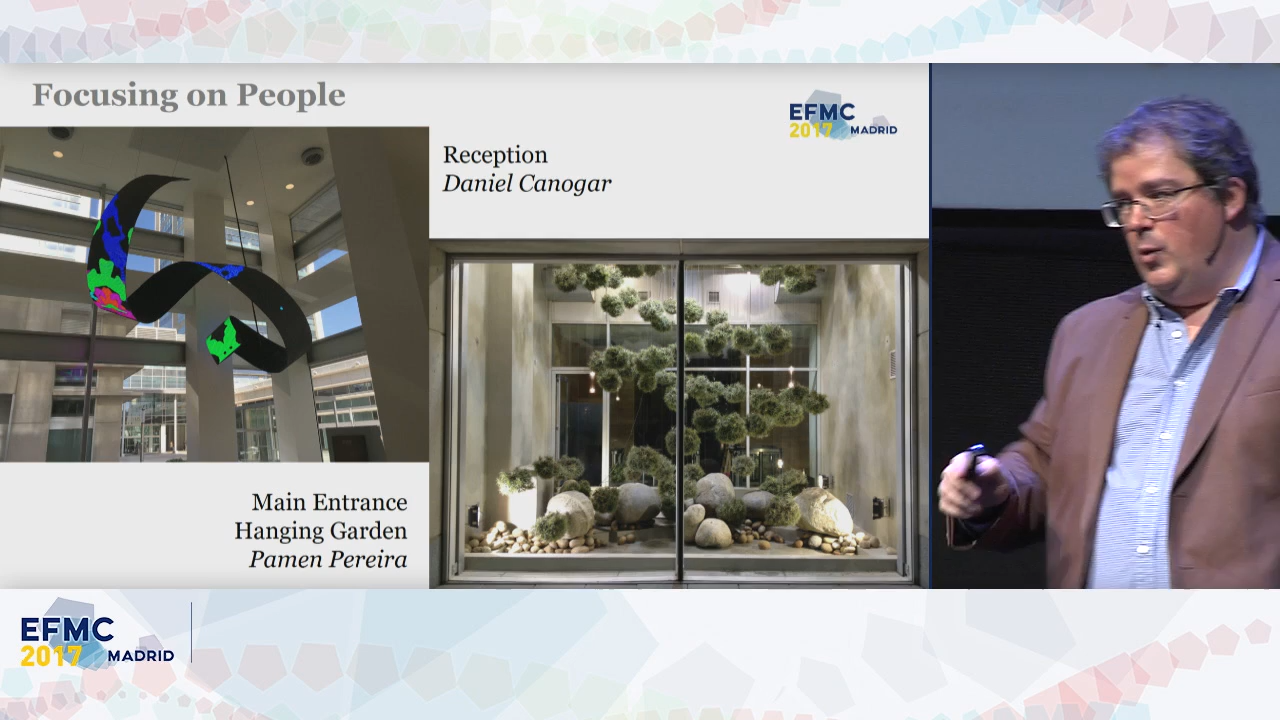 Focusing on People
EFMC
2017 MADRID
Reception
Daniel Canogar
Main Entrance
Hanging Garden
Pamen Pereira
EFMC
2017 MADRID